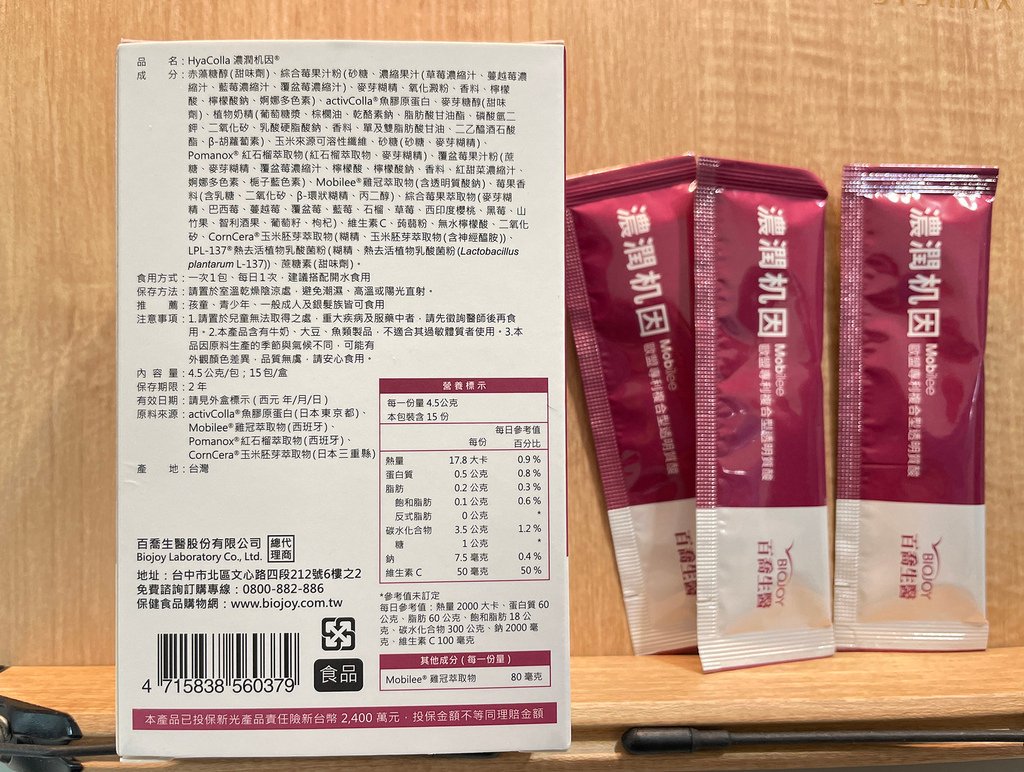 品 名：HyaColla 濃潤机因®
成 分：赤藻糖醇(甜味劑)、綜合莓果汁粉(砂糖、濃縮果汁(草莓濃縮汁、蔓越莓濃
縮汁、藍莓濃縮汁、覆盆莓濃縮汁)、麥芽糊精、氧化澱粉、香料、檸檬
酸、檸檬酸鈉、婀娜多色素)、activColla®魚膠原蛋白、麥芽糖醇(甜味
劑)、植物奶精(葡萄糖漿、棕櫚油、乾酪素鈉、脂肪酸甘油酯、磷酸氫二
鉀、二氧化矽、乳酸硬脂酸鈉、香料、單及雙脂肪酸甘油、二乙醯酒石酸
酯、β-胡蘿蔔素)、玉米來源可溶性纖維、砂糖(砂糖、麥芽糊精)、
Pomanox®紅石榴萃取物(紅石榴萃取物、麥芽糊精)、覆盆莓果汁粉(蔗
糖、麥芽糊精、覆盆莓濃縮汁、檸檬酸、檸檬酸鈉、香料、紅甜菜濃縮汁、
婀娜多色素、梔子藍色素)、Mobilee®雞冠萃取物(含透明質酸鈉)、莓果香
料(含乳糖、二氧化矽、β-環狀糊精、丙二醇)、綜合莓果萃取物(麥芽糊
精、巴西莓、蔓越莓、覆盆莓、藍莓、石榴、草莓、西印度櫻桃、黑莓、山
竹果、智利酒果、葡萄籽、枸杞)、維生素C、蒟蒻粉、無水檸檬酸、二氧化
矽、CornCera®玉米胚芽萃取物(糊精、玉米胚芽萃取物(含神經醯胺))、
LPL-137®熱去活植物乳酸菌粉(糊精、熱去活植物乳酸菌粉(Lactobacillus
plantarum L-137))、蔗糖素(甜味劑)。
食用方式：一次1包、每日1次，建議搭配開水食用
保存方法：請置於室溫乾燥陰涼處，避免潮濕、高溫或陽光直射。
推 薦：孩童、青少年、一般成人及銀髮族皆可食用
注意事項：1.請置於兒童無法取得之處，重大疾病及服藥中者，請先徵詢醫師後再食
用。2.本產品含有牛奶、大豆、魚類製品，不適合其過敏體質者使用。3.本
品因原料生產的季節與氣候不同，可能有
外觀顏色差異，品質無虞，請安心食用。
內 容 量：4.5公克/包；15包/盒
保存期限：2 年
有效日期：請見外盒標示 (西元 年/月/日)
原料來源：activColla®魚膠原蛋白(日本東京都)、
Mobilee®雞冠萃取物(西班牙)、
Pomanox®紅石榴萃取物(西班牙)、
CornCera®玉米胚芽萃取物(日本三重縣)
產 地：台灣
營養標示
每一份量 4.5公克
本包裝含 15 份
每份 每日參考值百分比
熱量 17.8 大卡 0.9 %
蛋白質 0.5 公克 0.8 %
脂肪 0.2 公克 0.3 %
飽和脂肪 0.1 公克 0.6 %
反式脂肪 0 公克 *
碳水化合物 3.5 公克 1.2 %
糖 1 公克 *
鈉 7.5 毫克 0.4 %
維生素 C 50 毫克 50 %
*參考值未訂定
每日參考值：熱量 2000 大卡、蛋白質 60
公克、脂肪 60 公克、飽和脂肪 18 公
克、碳水化合物 300 公克、鈉 2000 毫
克、維生素 C 100 毫克
其他成分 ( 每一份量 )
Mobilee® 雞冠萃取物 80 毫克
百喬生醫股份有限公司 總代理商
Biojoy Laboratory Co., Ltd.
地址：台中市北區文心路四段212號6樓之2
免費諮詢訂購專線：0800-882-886
保健食品購物網：www.biojoy.com.tw
4 715838 560379
食品
本產品已投保新光產品責任險新台幣 2,400 萬元，投保金額不等同理賠金額
濃潤机因
Mobilee
歐盟專利複合型透明質酸
百喬生醫
濃潤机因
Mobilee
歐盟專利複合型透明質酸
BIOJOY
百喬生醫
濃潤机因
Mobilee
歐盟專利複合型透明質酸
BIOJOY
百喬生醫